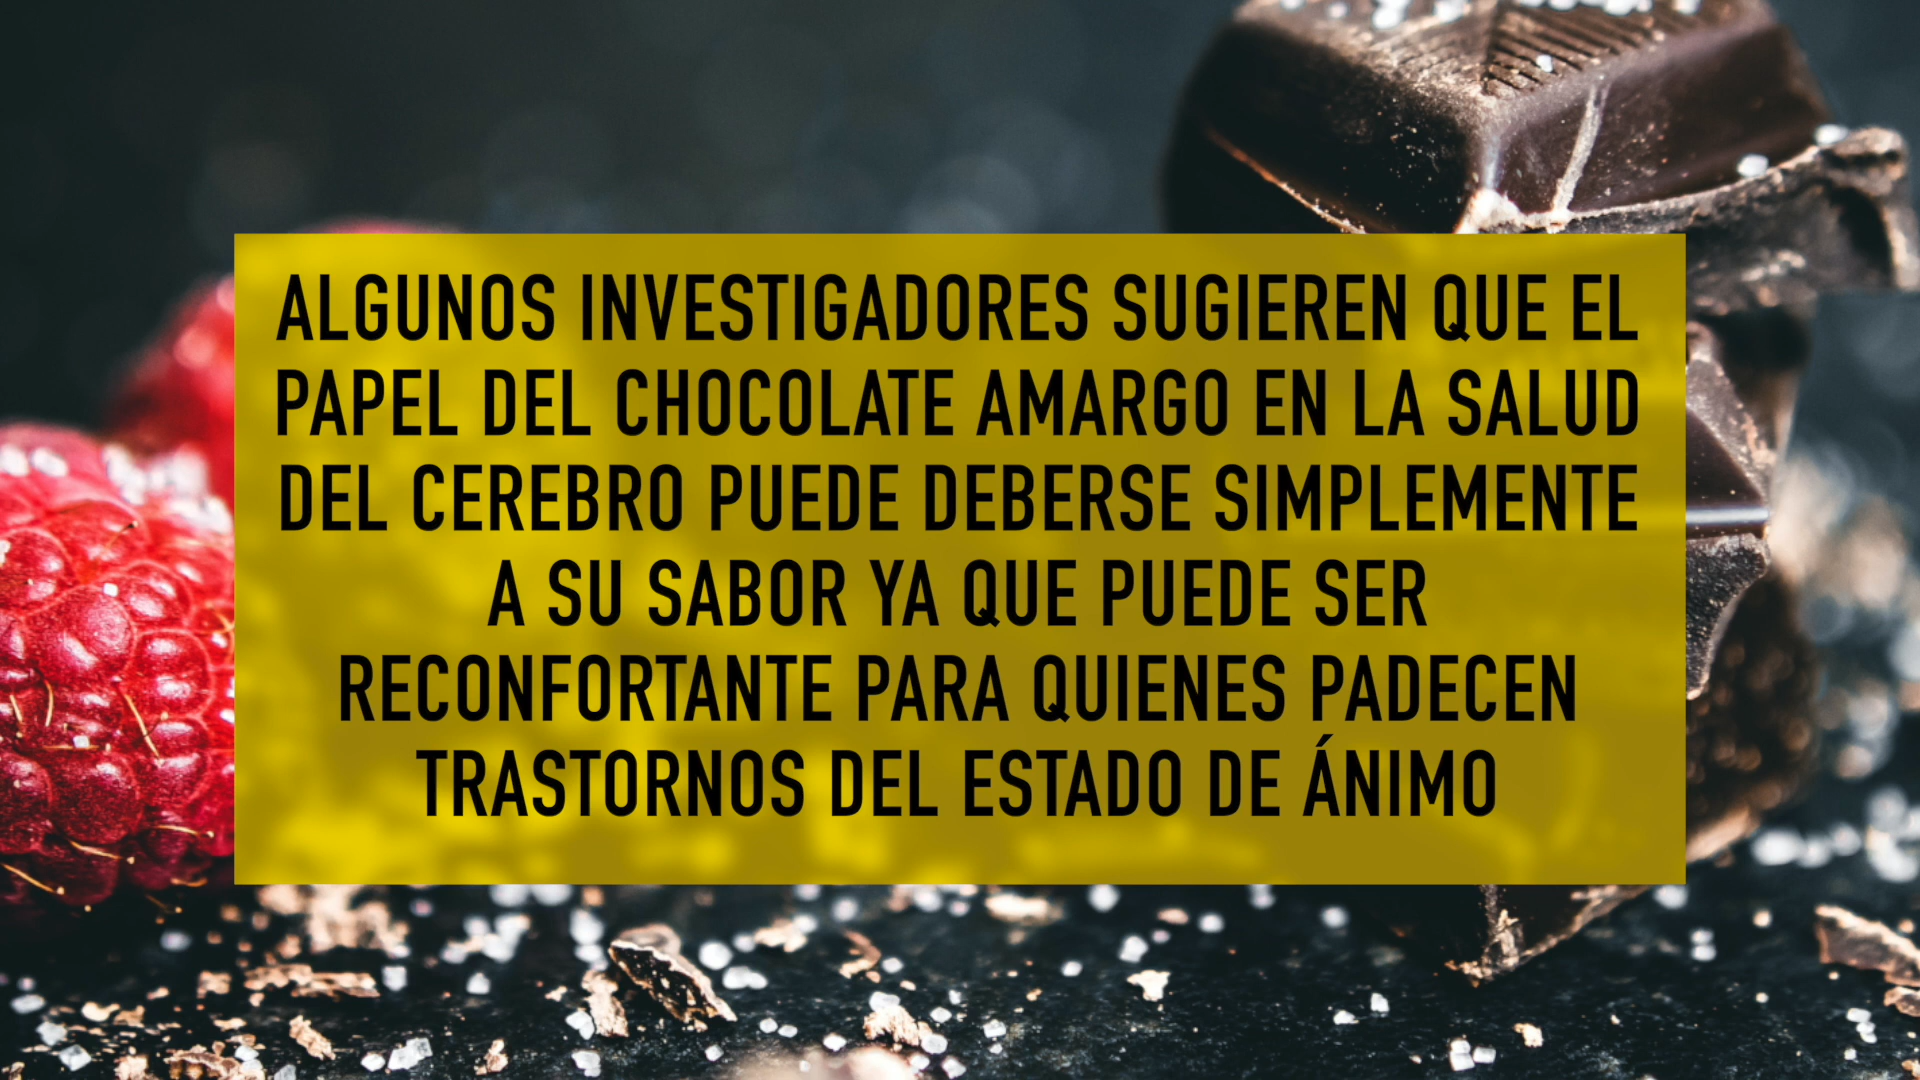 ALGUNOS INVESTIGADORES SUGIEREN QUE EL
PAPEL DEL CHOCOLATE AMARGO EN LA SALUD
DEL CEREBRO PUEDE DEBERSE SIMPLEMENTE
A SU SABOR YA QUE PUEDE SER
RECONFORTANTE PARA QUIENES PADECEN
TRASTORNOS DEL ESTADO DE ÁNIMO